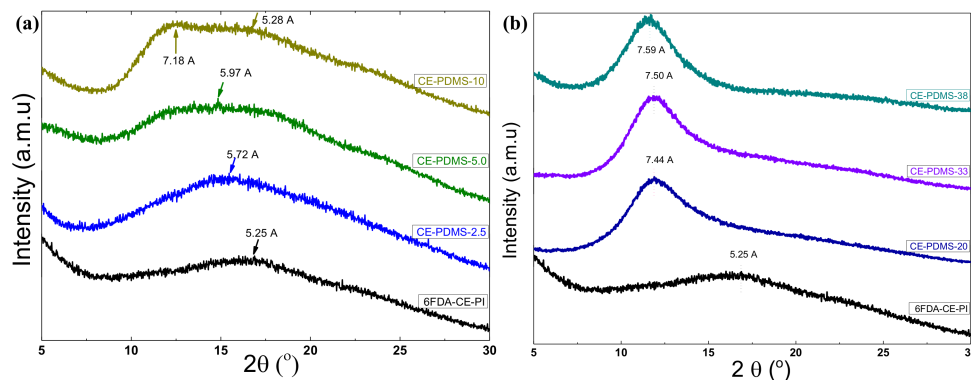 (a)
5.28 A
7.18 A
CE-PDMS-10
5.97 A
CE-PDMS-5.0
5.72 A
CE-PDMS-2.5
5.25 A
6FDA-CE-PI
Intensity (a.m.u)
5 10 15 20 25 30
2θ (°)
(b)
7.59 A
7.50 A
CE-PDMS-38
CE-PDMS-33
7.44 A
CE-PDMS-20
5.25 A
6FDA-CE-PI
Intensity (a.m.u)
5 10 15 20 25 3
2 θ (°)